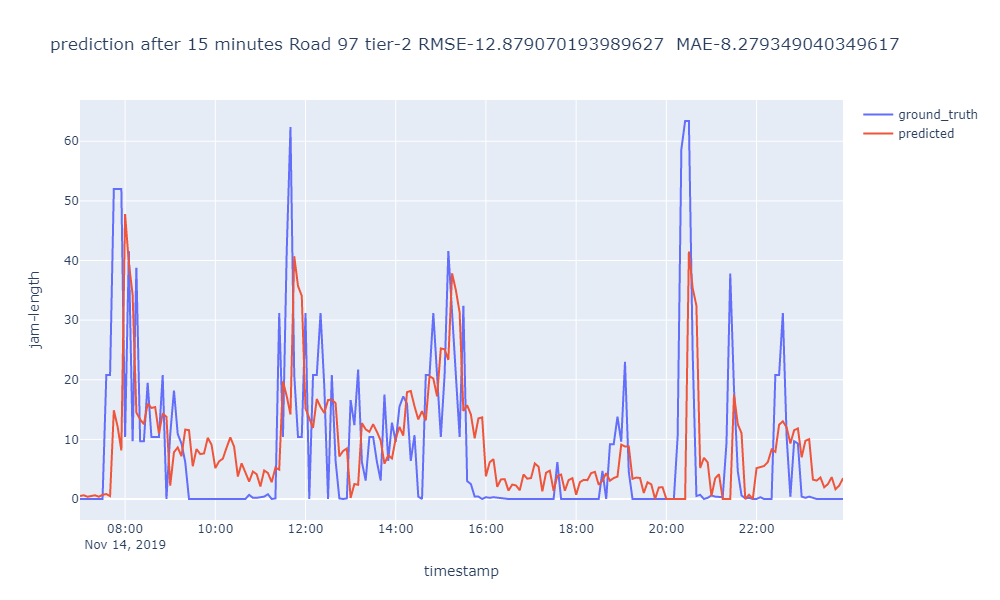 prediction after 15 minutes Road 97 tier-2 RMSE-12.879070193989627 MAE-8.279349040349617
ground_truth
predicted
60
50
40
30
20
10
0
jam-length
08:00 10:00 12:00 14:00 16:00 18:00 20:00 22:00
Nov 14, 2019
timestamp